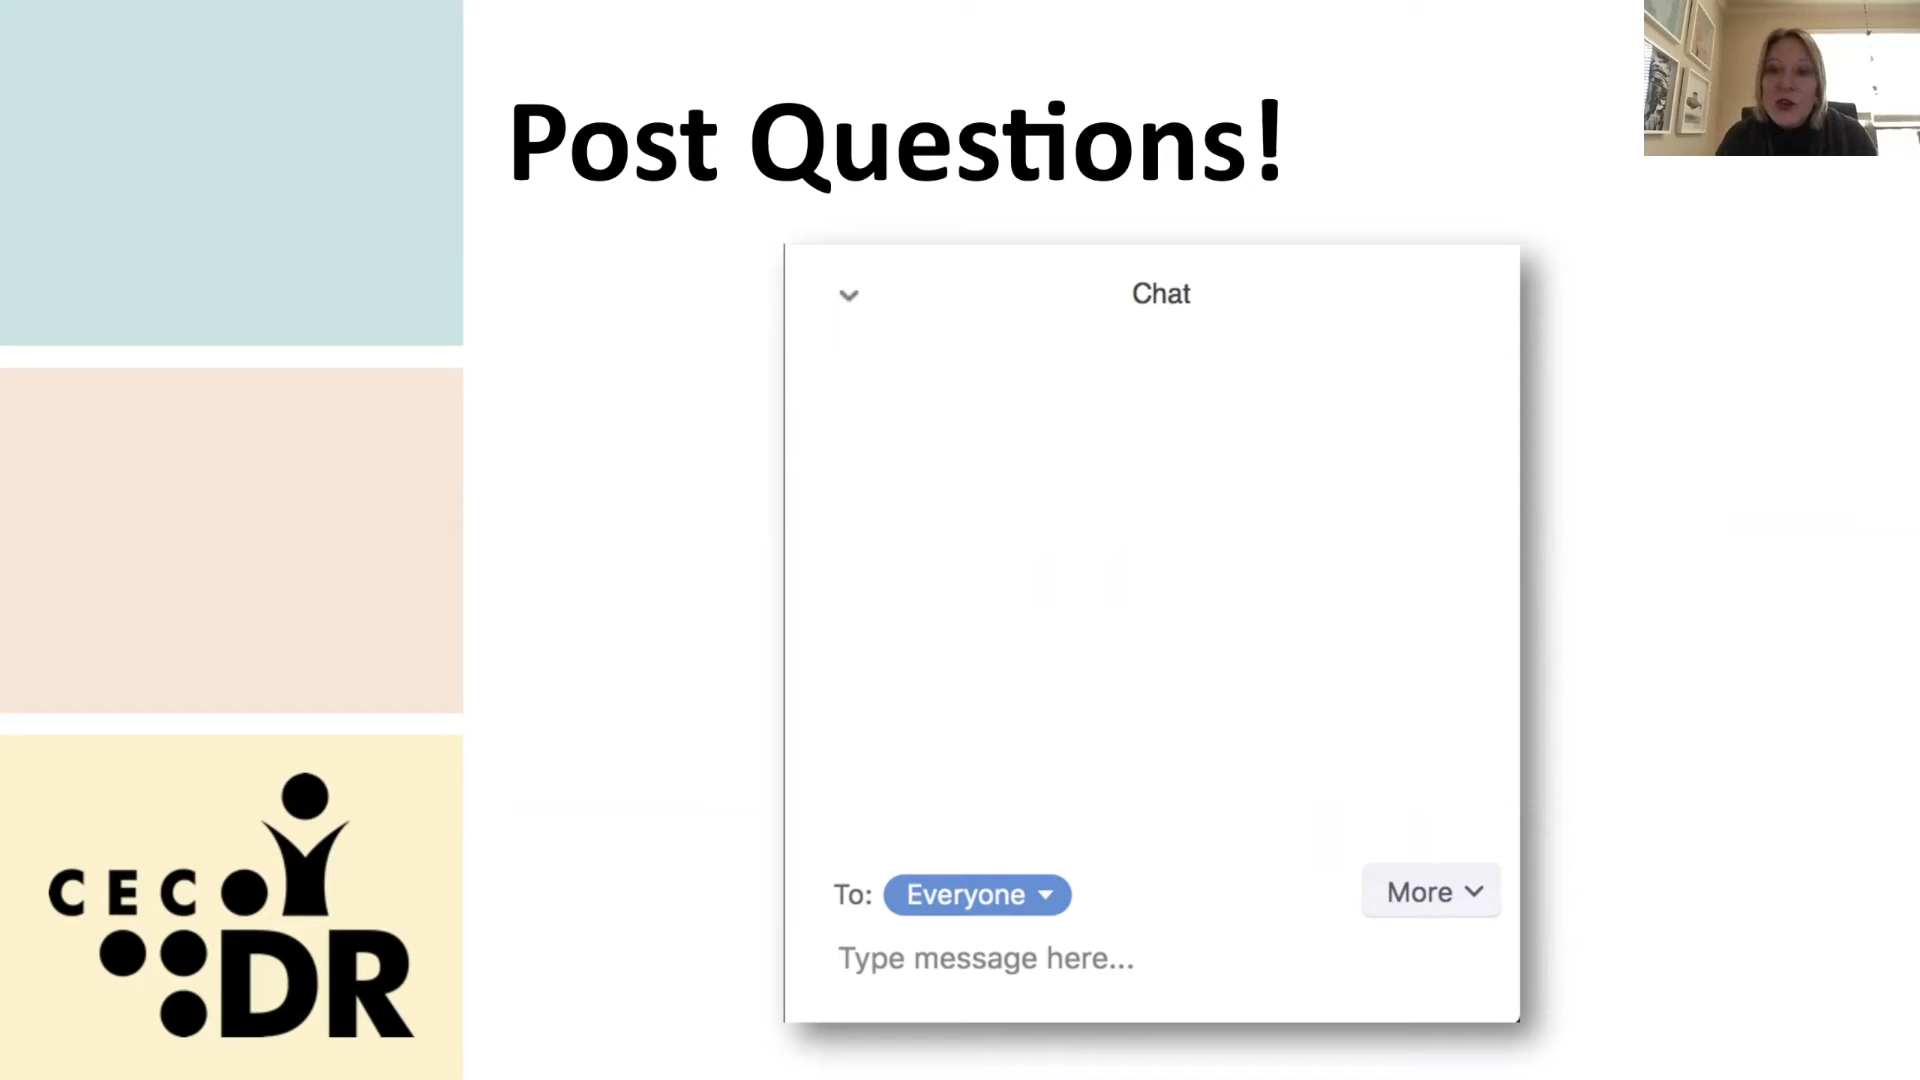 Post Questions!
Chat
To: Everyone
More
Type message here...
CEC
DR